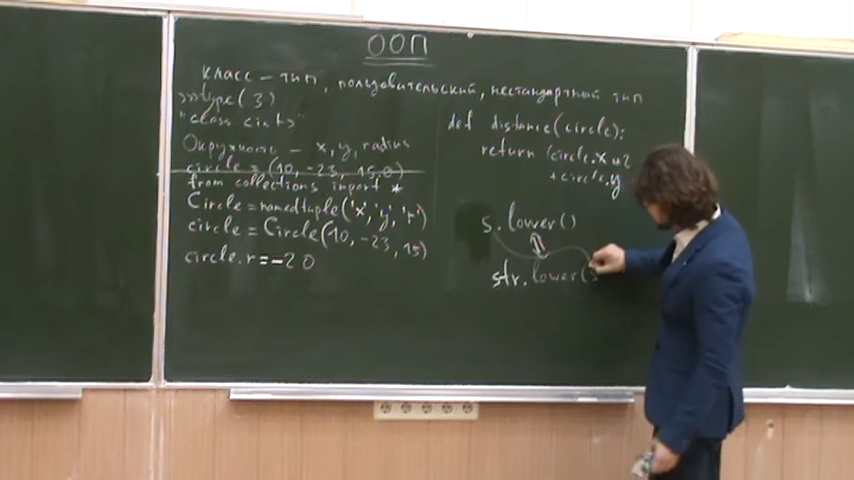 ООП
класс – тип, пользовательский, нестандартный тип
>>>type(3)
"class <int>"
Окружность – x, y, radius
circle = (10, -23, 15.0)
from collections import *
Circle = namedtuple('x', 'y', 'r')
circle = Circle(10, -23, 15)
circle.r = -20
def distance(circle):
return (circle.x**2
+ circle.y
s.lower()
str.lower(s